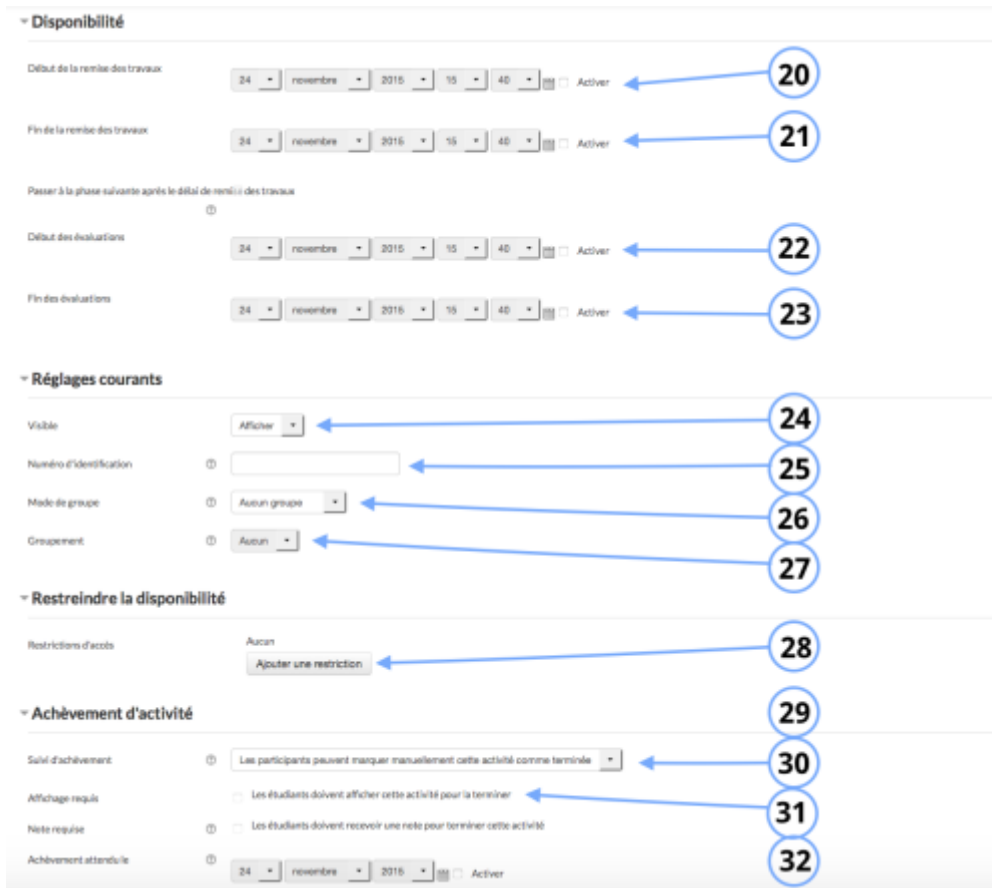 Disponibilité
Début de la remise des travaux 24 novembre 2015 15 40 Activer 20
Fin de la remise des travaux 24 novembre 2015 15 40 Activer 21
Passer à la phase suivante après le délai de remise des travaux
Début des évaluations 24 novembre 2015 15 40 Activer 22
Fin des évaluations 24 novembre 2015 15 40 Activer 23
Réglages courants
Visible Afficher 24
Numéro d'identification 25
Mode de groupe Aucun groupe 26
Groupement Aucun 27
Restreindre la disponibilité
Restrictions d'accès Aucun
Ajouter une restriction 28
Achèvement d'activité 29
Suivi d'achèvement Les participants peuvent marquer manuellement cette activité comme terminée 30
Affichage requis Les étudiants doivent afficher cette activité pour la terminer 31
Note requise Les étudiants doivent recevoir une note pour terminer cette activité
Achèvement attendu le 24 novembre 2015 Activer 32